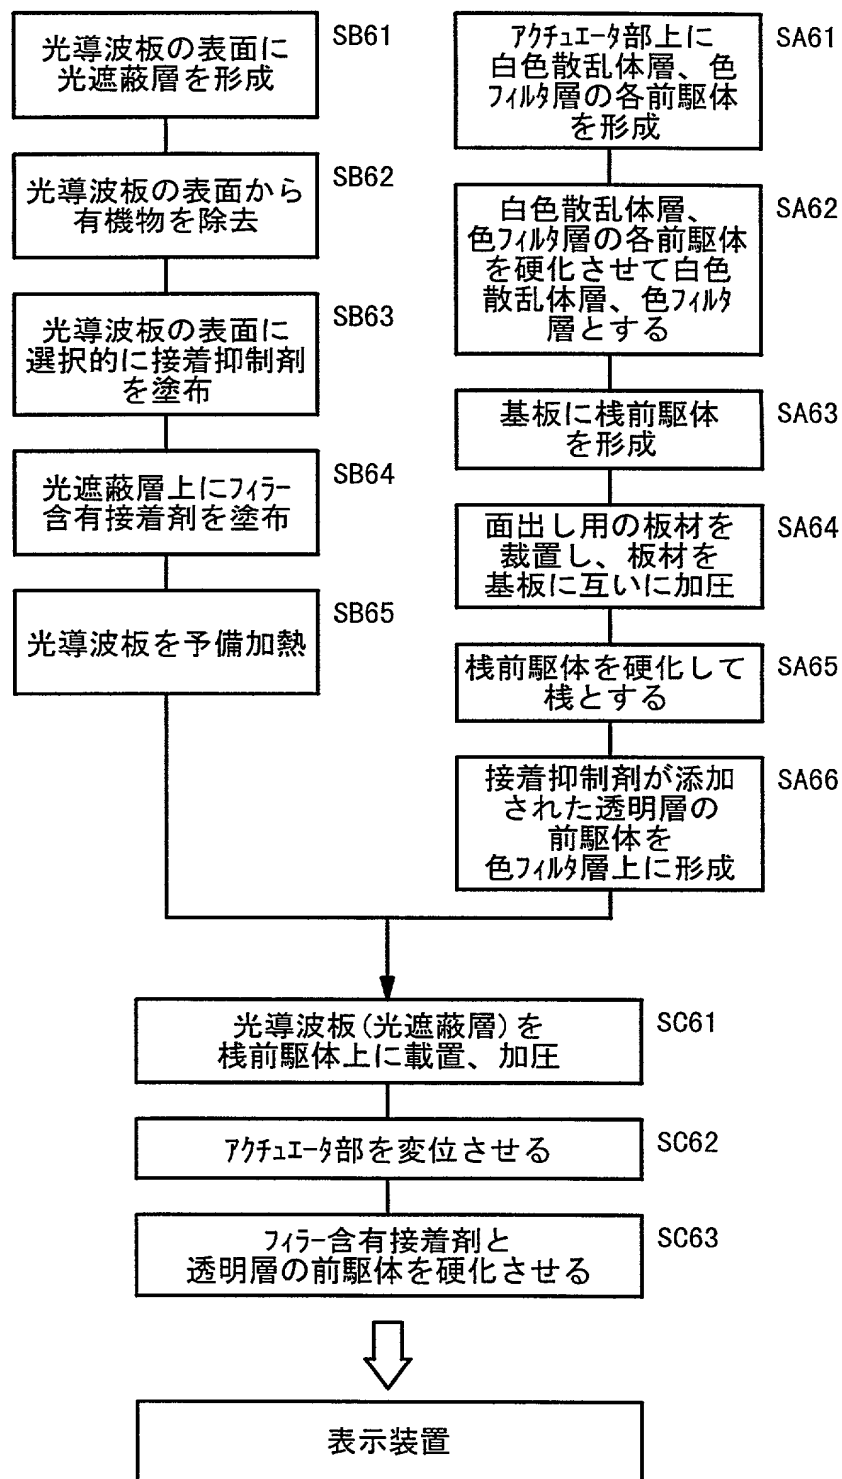 光導波板の表面に
光遮蔽層を形成
SB61
光導波板の表面から
有機物を除去
SB62
光導波板の表面に
選択的に接着抑制剤
を塗布
SB63
光遮蔽層上にフィラー
含有接着剤を塗布
SB64
光導波板を予備加熱
SB65
アクチュエータ部上に
白色散乱体層、色
フィルタ層の各前駆体
を形成
SA61
白色散乱体層、
色フィルタ層の各前駆体
を硬化させて白色
散乱体層、色フィルタ
層とする
SA62
基板に桟前駆体
を形成
SA63
面出し用の板材を
裁置し、板材を
基板に互いに加圧
SA64
桟前駆体を硬化して
桟とする
SA65
接着抑制剤が添加
された透明層の
前駆体を
色フィルタ層上に形成
SA66
光導波板(光遮蔽層)を
桟前駆体上に載置、加圧
SC61
アクチュエータ部を変位させる
SC62
フィラー含有接着剤と
透明層の前駆体を硬化させる
SC63
表示装置